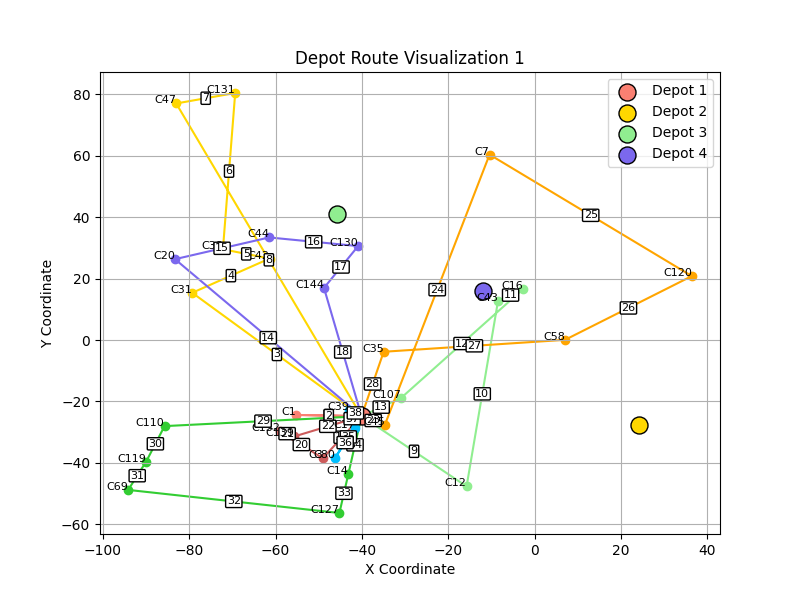 Depot Route Visualization 1
Depot 1
Depot 2
Depot 3
Depot 4
Y Coordinate
80
60
40
20
0
−20
−40
−60
−100
−80
−60
−40
−20
0
20
40
X Coordinate
C131
C47
7
6
C7
25
C44
16
C130
15
5
8
C20
17
4
C31
C144
C120
C16
C43
11
24
26
14
3
18
C35
27
C58
28
10
C107
13
C39
38
C1
2
22
C110
29
30
20
36
9
C119
31
C14
C12
C69
32
33
C127